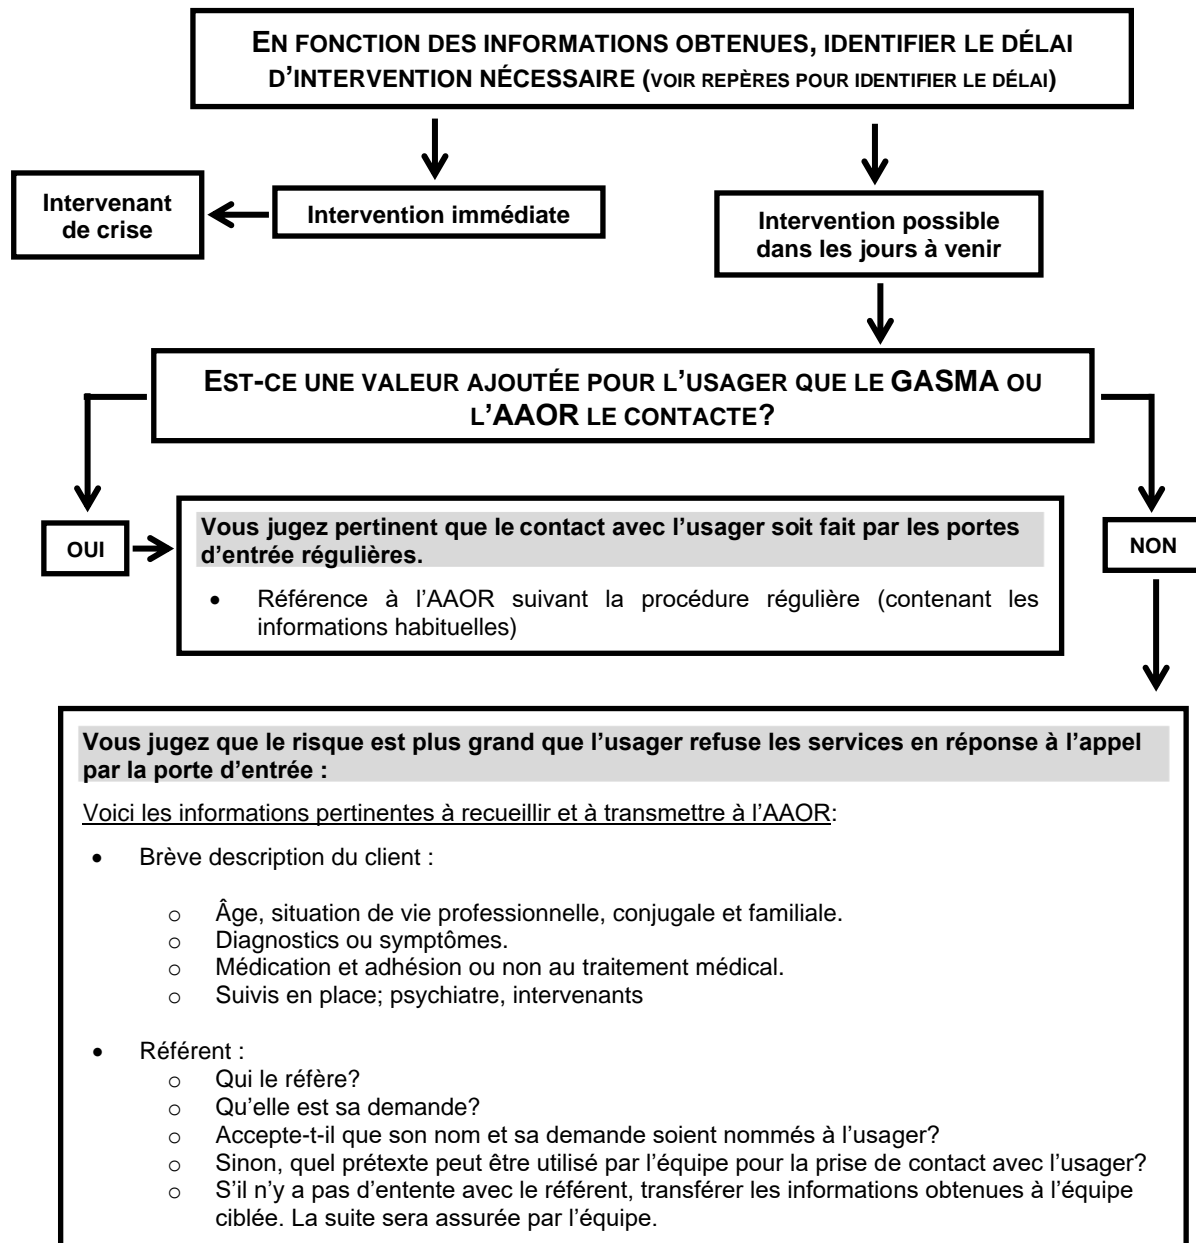 EN FONCTION DES INFORMATIONS OBTENUES, IDENTIFIER LE DÉLAI
D'INTERVENTION NÉCESSAIRE (VOIR REPÈRES POUR IDENTIFIER LE DÉLAI)
Intervenant
de crise
Intervention immédiate
Intervention possible
dans les jours à venir
EST-CE UNE VALEUR AJOUTÉE POUR L'USAGER QUE LE GASMA OU
L'AAOR LE CONTACTE?
OUI
Vous jugez pertinent que le contact avec l'usager soit fait par les portes
d'entrée régulières.
• Référence à l'AAOR suivant la procédure régulière (contenant les
informations habituelles)
NON
Vous jugez que le risque est plus grand que l'usager refuse les services en réponse à l'appel
par la porte d'entrée :
Voici les informations pertinentes à recueillir et à transmettre à l'AAOR:
• Brève description du client :
o Âge, situation de vie professionnelle, conjugale et familiale.
o Diagnostics ou symptômes.
o Médication et adhésion ou non au traitement médical.
o Suivis en place; psychiatre, intervenants
• Référent :
o Qui le réfère?
o Qu'elle est sa demande?
o Accepte-t-il que son nom et sa demande soient nommés à l'usager?
o Sinon, quel prétexte peut être utilisé par l'équipe pour la prise de contact avec l'usager?
o S'il n'y a pas d'entente avec le référent, transférer les informations obtenues à l'équipe
ciblée. La suite sera assurée par l'équipe.